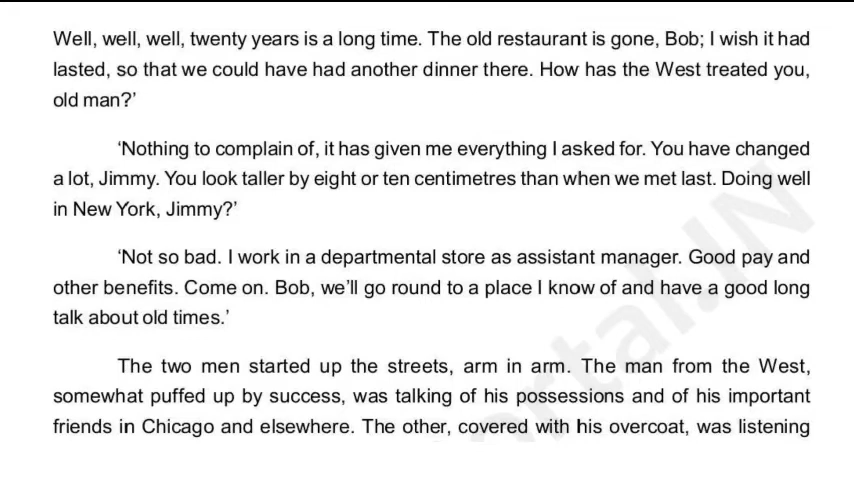 Well, well, well, twenty years is a long time. The old restaurant is gone, Bob; I wish it had
lasted, so that we could have had another dinner there. How has the West treated you,
old man?’
‘Nothing to complain of, it has given me everything I asked for. You have changed
a lot, Jimmy. You look taller by eight or ten centimetres than when we met last. Doing well
in New York, Jimmy?’
‘Not so bad. I work in a departmental store as assistant manager. Good pay and
other benefits. Come on. Bob, we’ll go round to a place I know of and have a good long
talk about old times.’
The two men started up the streets, arm in arm. The man from the West,
somewhat puffed up by success, was talking of his possessions and of his important
friends in Chicago and elsewhere. The other, covered with his overcoat, was listening
ortal.IN